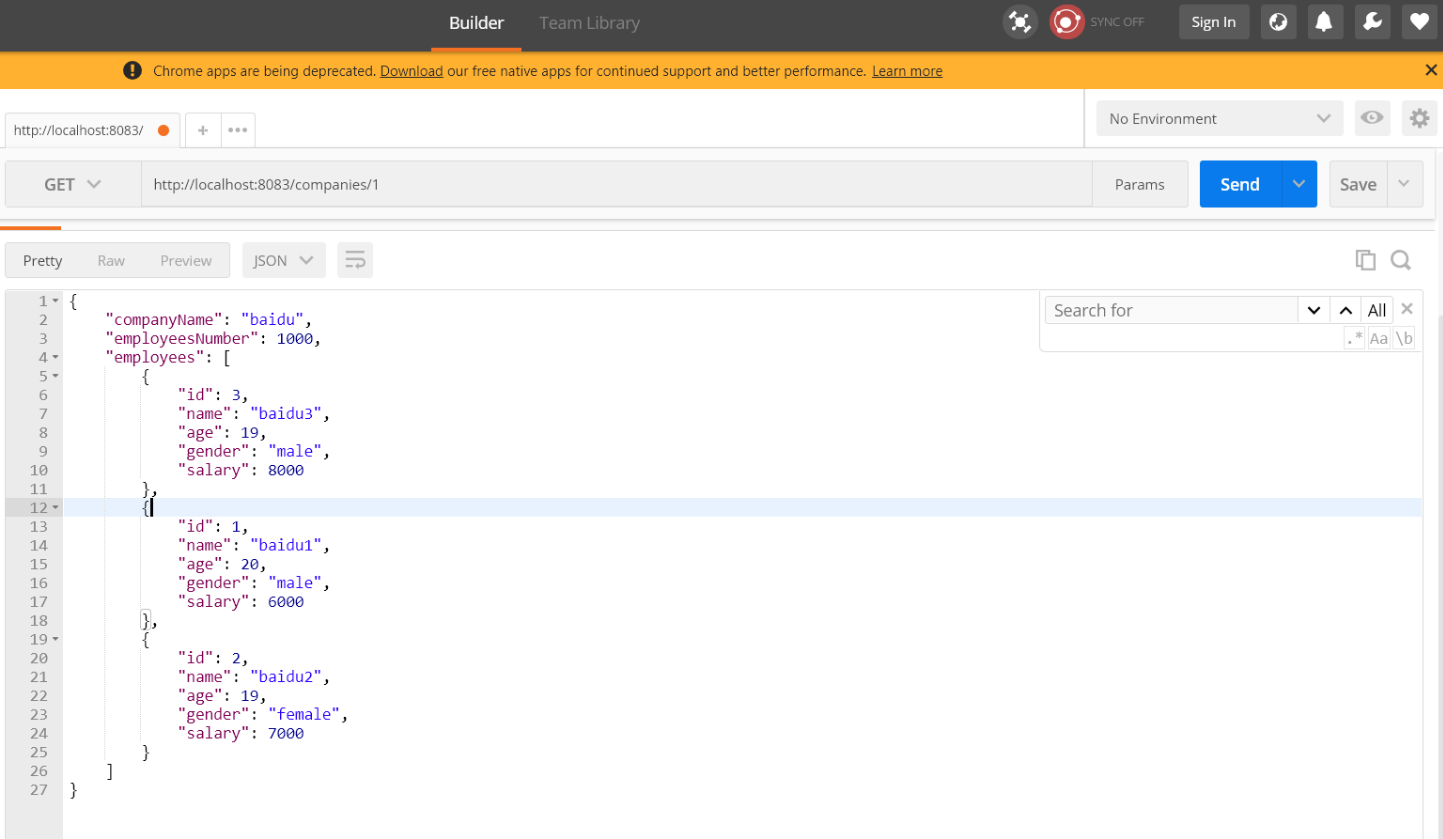 Builder Team Library SYNC OFF Sign In
Chrome apps are being deprecated. Download our free native apps for continued support and better performance. Learn more
http://localhost:8083/ No Environment
GET http://localhost:8083/companies/1 Params Send Save
Pretty Raw Preview JSON
Search for All
.* Aa \b
1 {
2 "companyName": "baidu",
3 "employeesNumber": 1000,
4 "employees": [
5 {
6 "id": 3,
7 "name": "baidu3",
8 "age": 19,
9 "gender": "male",
10 "salary": 8000
11 },
12 {
13 "id": 1,
14 "name": "baidu1",
15 "age": 20,
16 "gender": "male",
17 "salary": 6000
18 },
19 {
20 "id": 2,
21 "name": "baidu2",
22 "age": 19,
23 "gender": "female",
24 "salary": 7000
25 }
26 ]
27 }